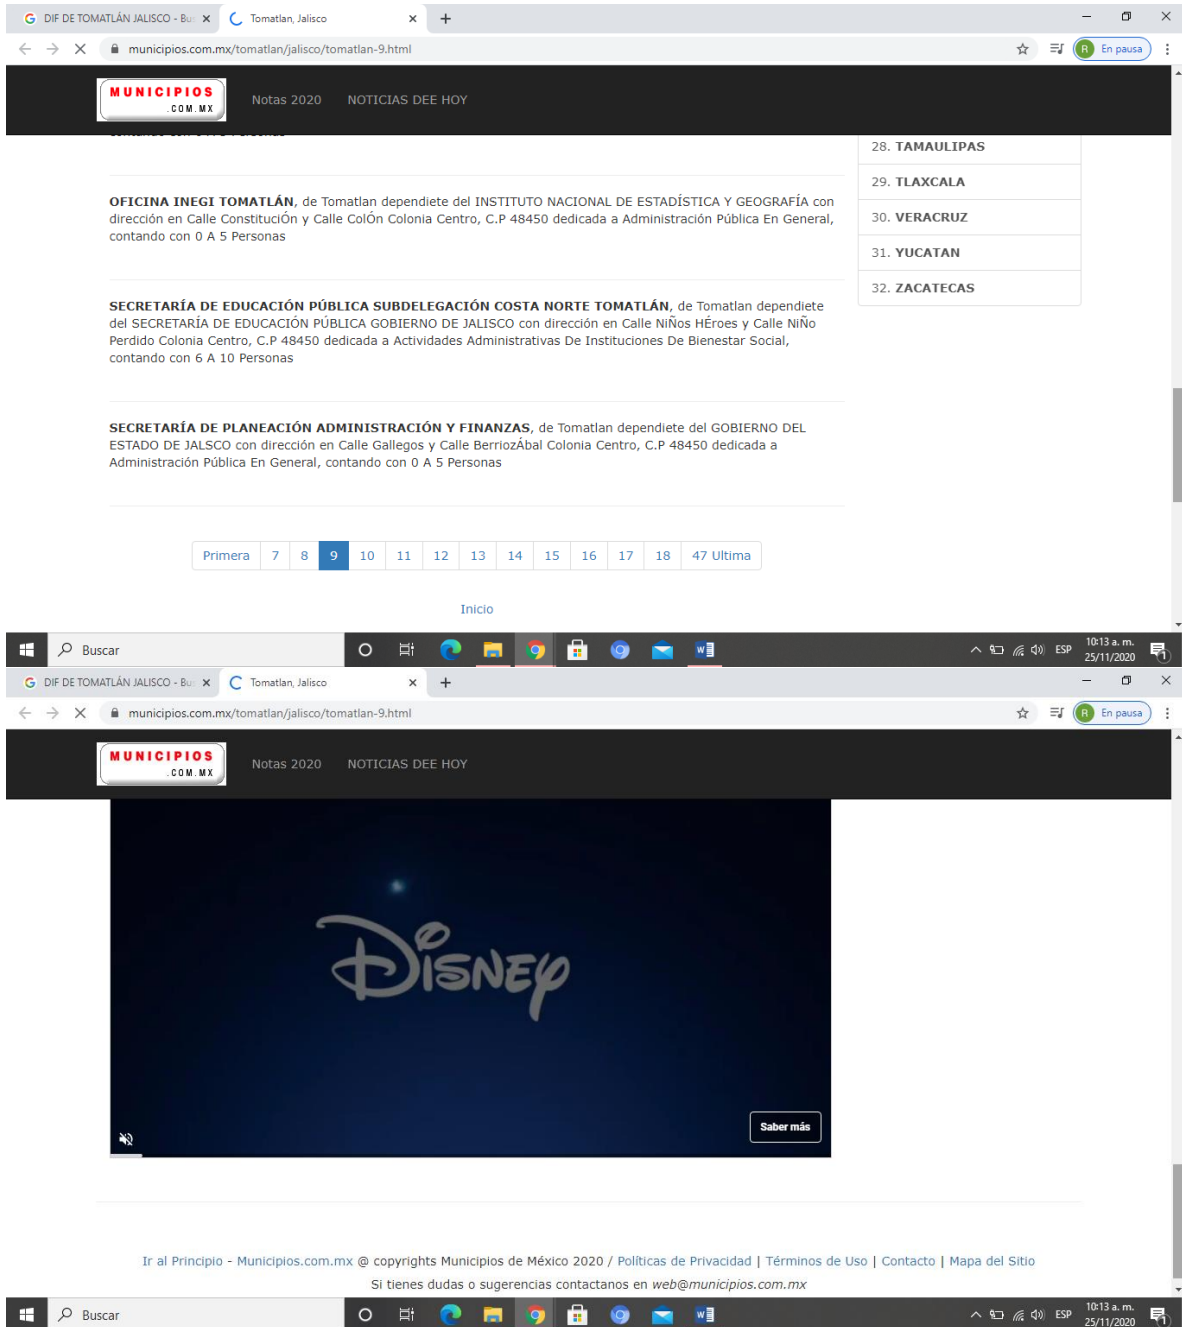 DIF DE TOMATLÁN JALISCO - Bu
Tomatlan, Jalisco
municipios.com.mx/tomatlan/jalisco/tomatlan-9.html
R En pausa
MUNICIPIOS
.COM.MX
Notas 2020 NOTICIAS DEE HOY
28. TAMAULIPAS
29. TLAXCALA
30. VERACRUZ
31. YUCATAN
32. ZACATECAS
OFICINA INEGI TOMATLÁN, de Tomatlan dependiete del INSTITUTO NACIONAL DE ESTADÍSTICA Y GEOGRAFÍA con
dirección en Calle ConstituciÓn y Calle ColÓn Colonia Centro, C.P 48450 dedicada a Administración Pública En General,
contando con 0 A 5 Personas
SECRETARÍA DE EDUCACIÓN PÚBLICA SUBDELEGACIÓN COSTA NORTE TOMATLÁN, de Tomatlan dependiete
del SECRETARÍA DE EDUCACIÓN PÚBLICA GOBIERNO DE JALISCO con dirección en Calle NiÑos HÉroes y Calle NiÑo
Perdido Colonia Centro, C.P 48450 dedicada a Actividades Administrativas De Instituciones De Bienestar Social,
contando con 6 A 10 Personas
SECRETARÍA DE PLANEACIÓN ADMINISTRACIÓN Y FINANZAS, de Tomatlan dependiete del GOBIERNO DEL
ESTADO DE JALSCO con dirección en Calle Gallegos y Calle BerriozÁbal Colonia Centro, C.P 48450 dedicada a
Administración Pública En General, contando con 0 A 5 Personas
Primera 7 8 9 10 11 12 13 14 15 16 17 18 47 Ultima
Inicio
Buscar
ESP
10:13 a. m.
25/11/2020
DIF DE TOMATLÁN JALISCO - Bu
Tomatlan, Jalisco
municipios.com.mx/tomatlan/jalisco/tomatlan-9.html
R En pausa
MUNICIPIOS
.COM.MX
Notas 2020 NOTICIAS DEE HOY
Disney
Saber más
Ir al Principio - Municipios.com.mx @ copyrights Municipios de México 2020 / Políticas de Privacidad | Términos de Uso | Contacto | Mapa del Sitio
Si tienes dudas o sugerencias contactanos en web@municipios.com.mx
Buscar
ESP
10:13 a. m.
25/11/2020